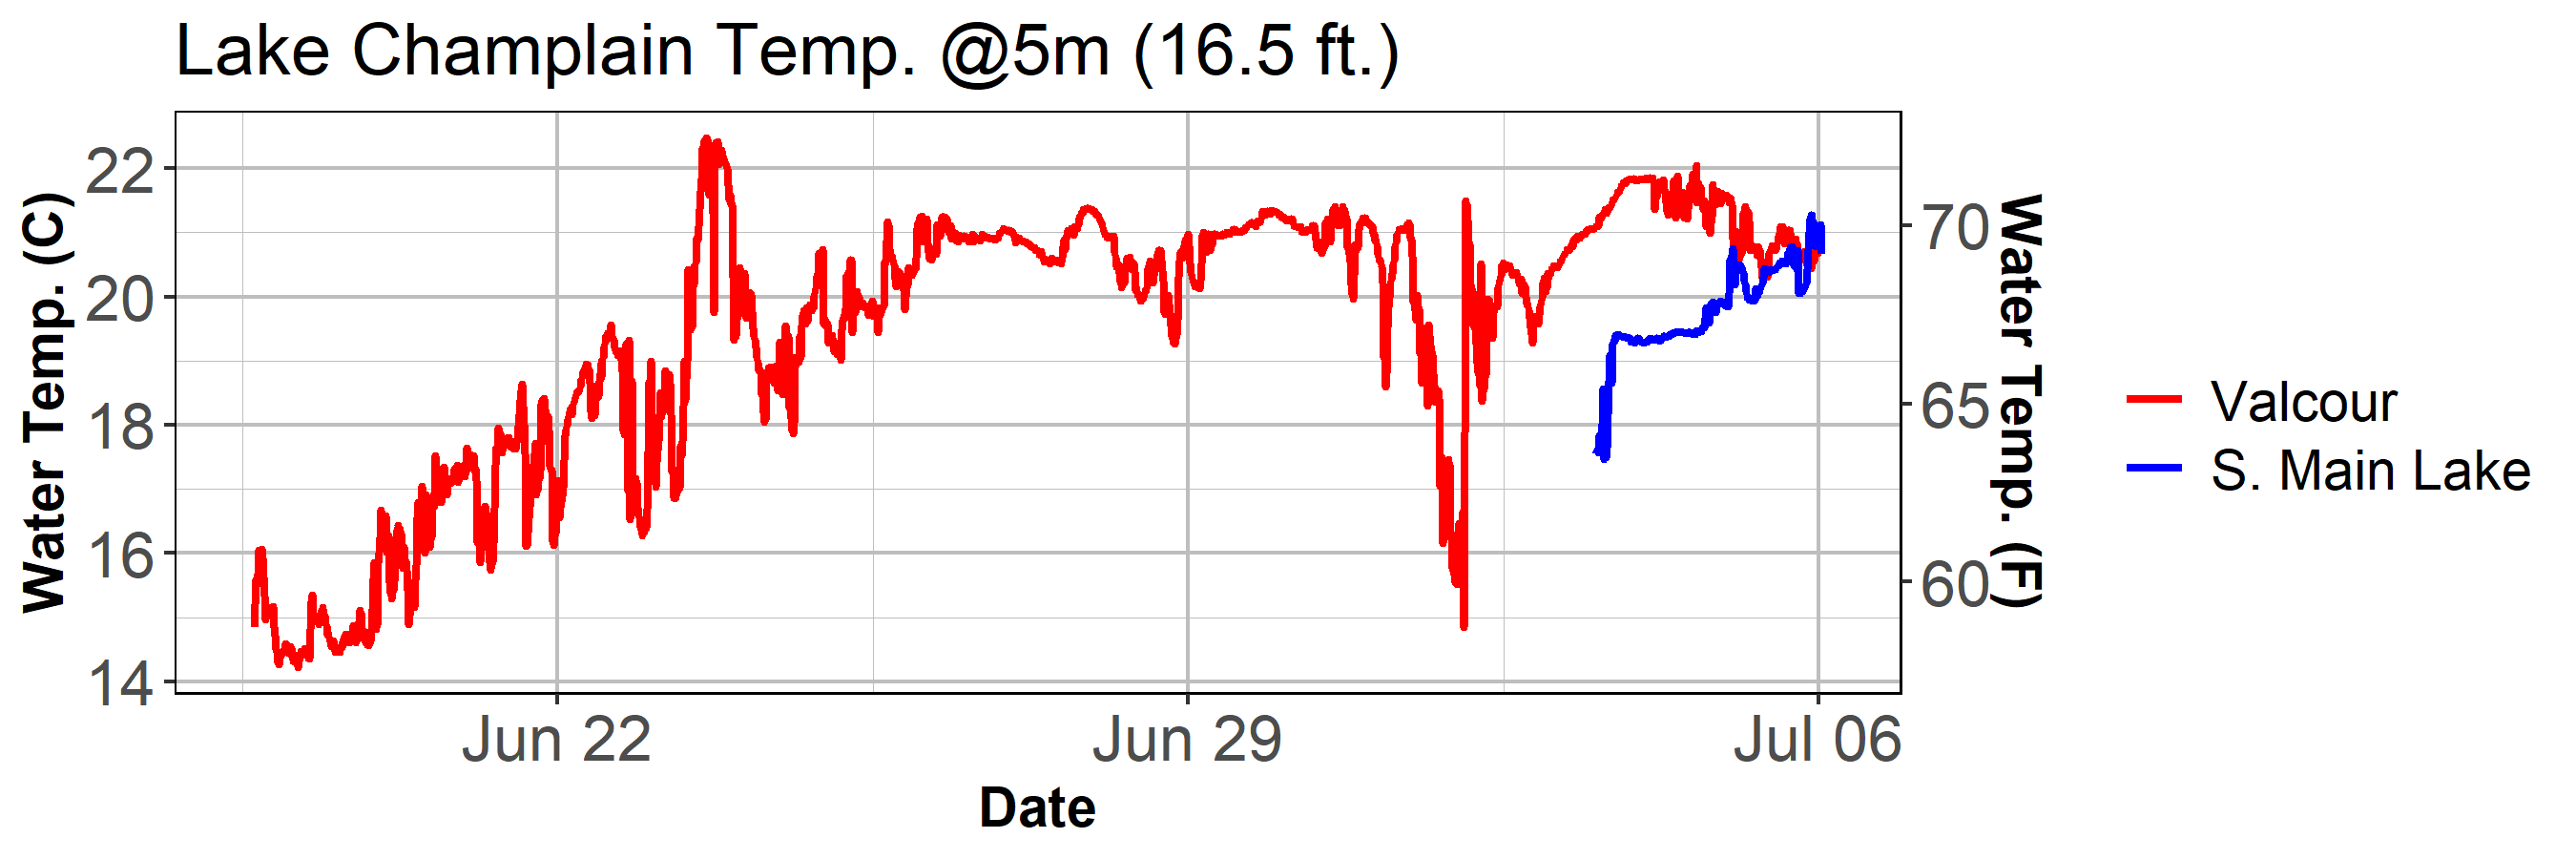 Lake Champlain Temp. @5m (16.5 ft.)
Water Temp. (C)
22
20
18
16
14
70
65
60
Water Temp. (F)
Jun 22
Jun 29
Jul 06
Date
Valcour
S. Main Lake